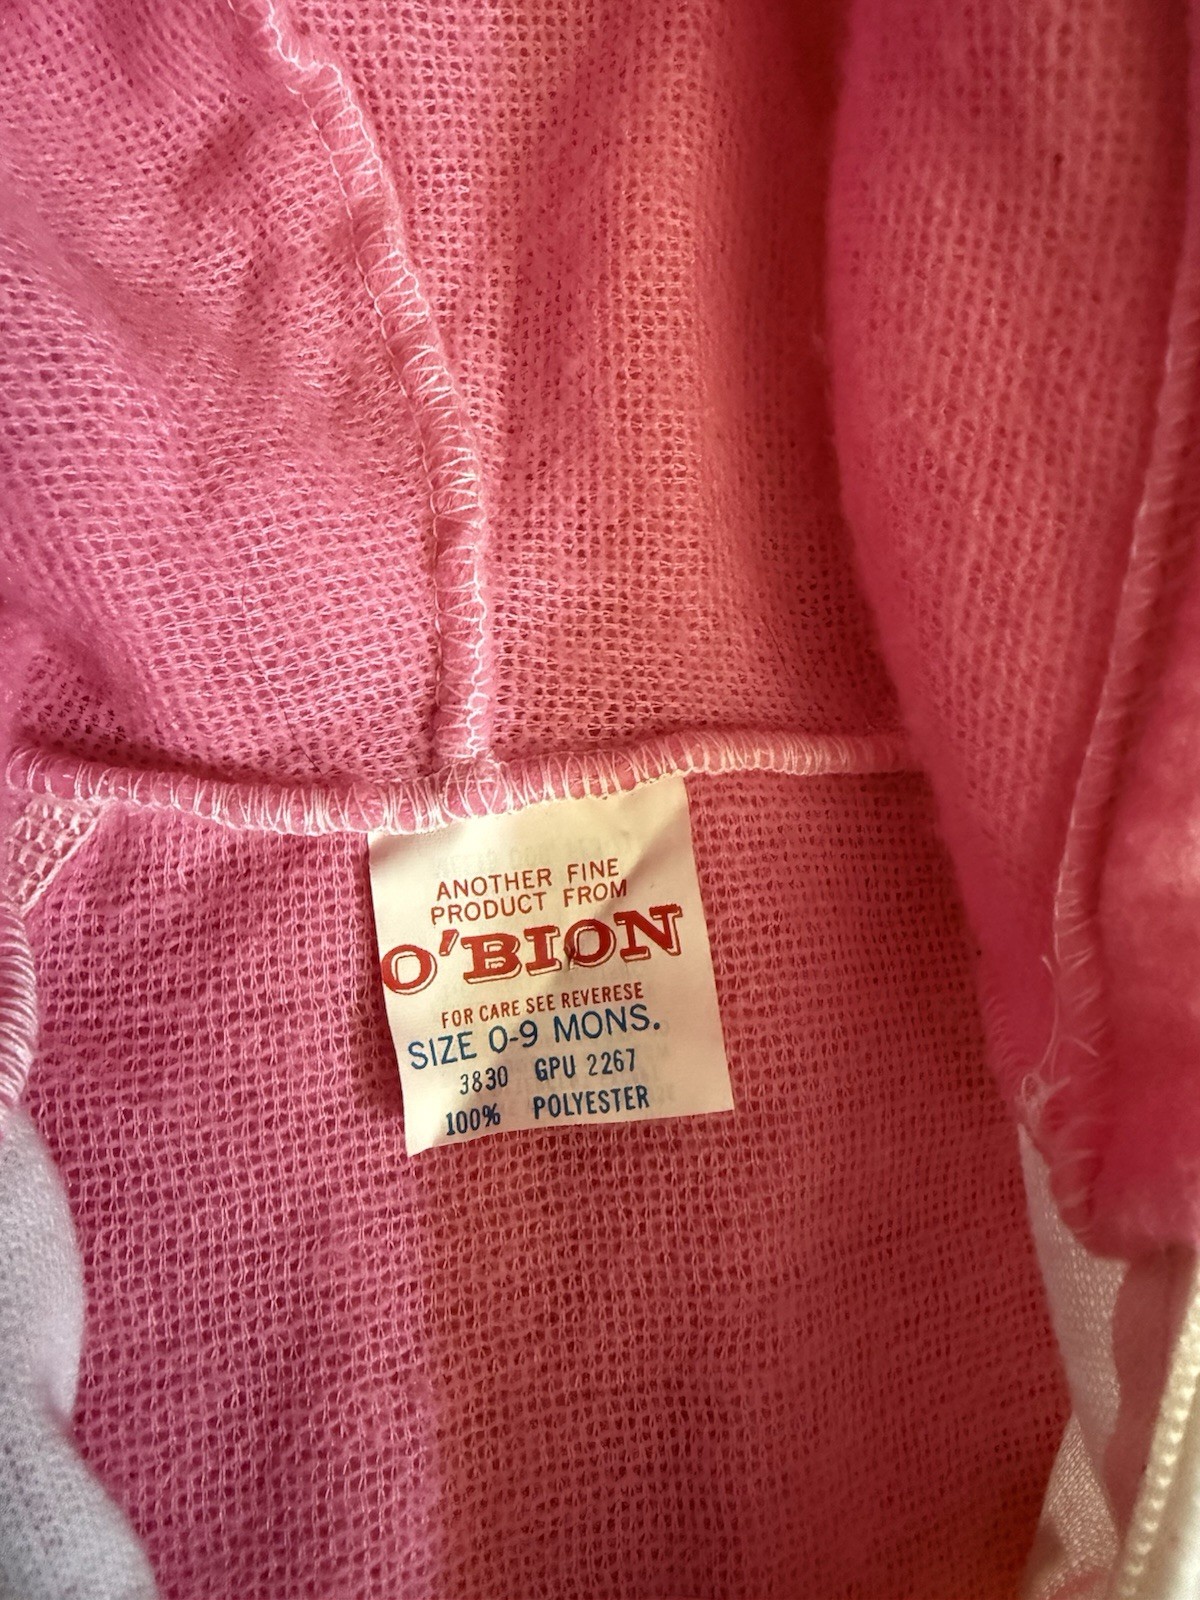 ANOTHER FINE
PRODUCT FROM
O'BION
FOR CARE SEE REVERESE
SIZE 0-9 MONS.
3830 GPU 2267
100% POLYESTER